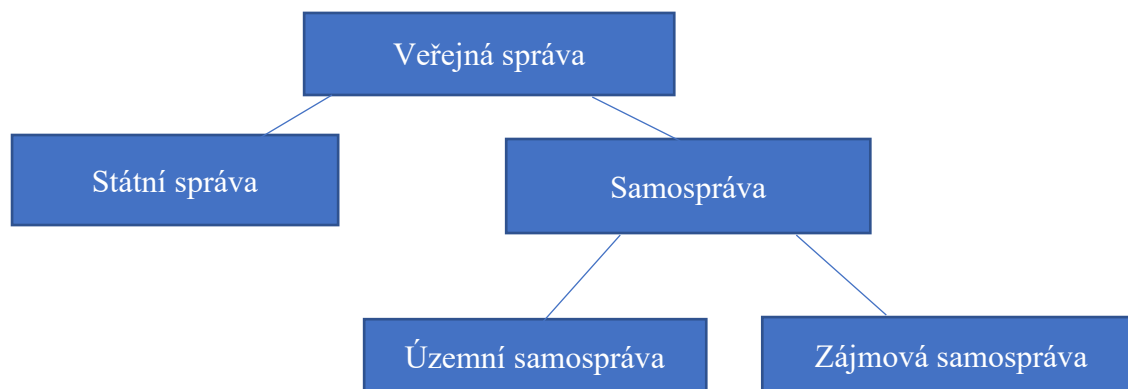 Veřejná správa
Státní správa
Samospráva
Územní samospráva
Zájmová samospráva